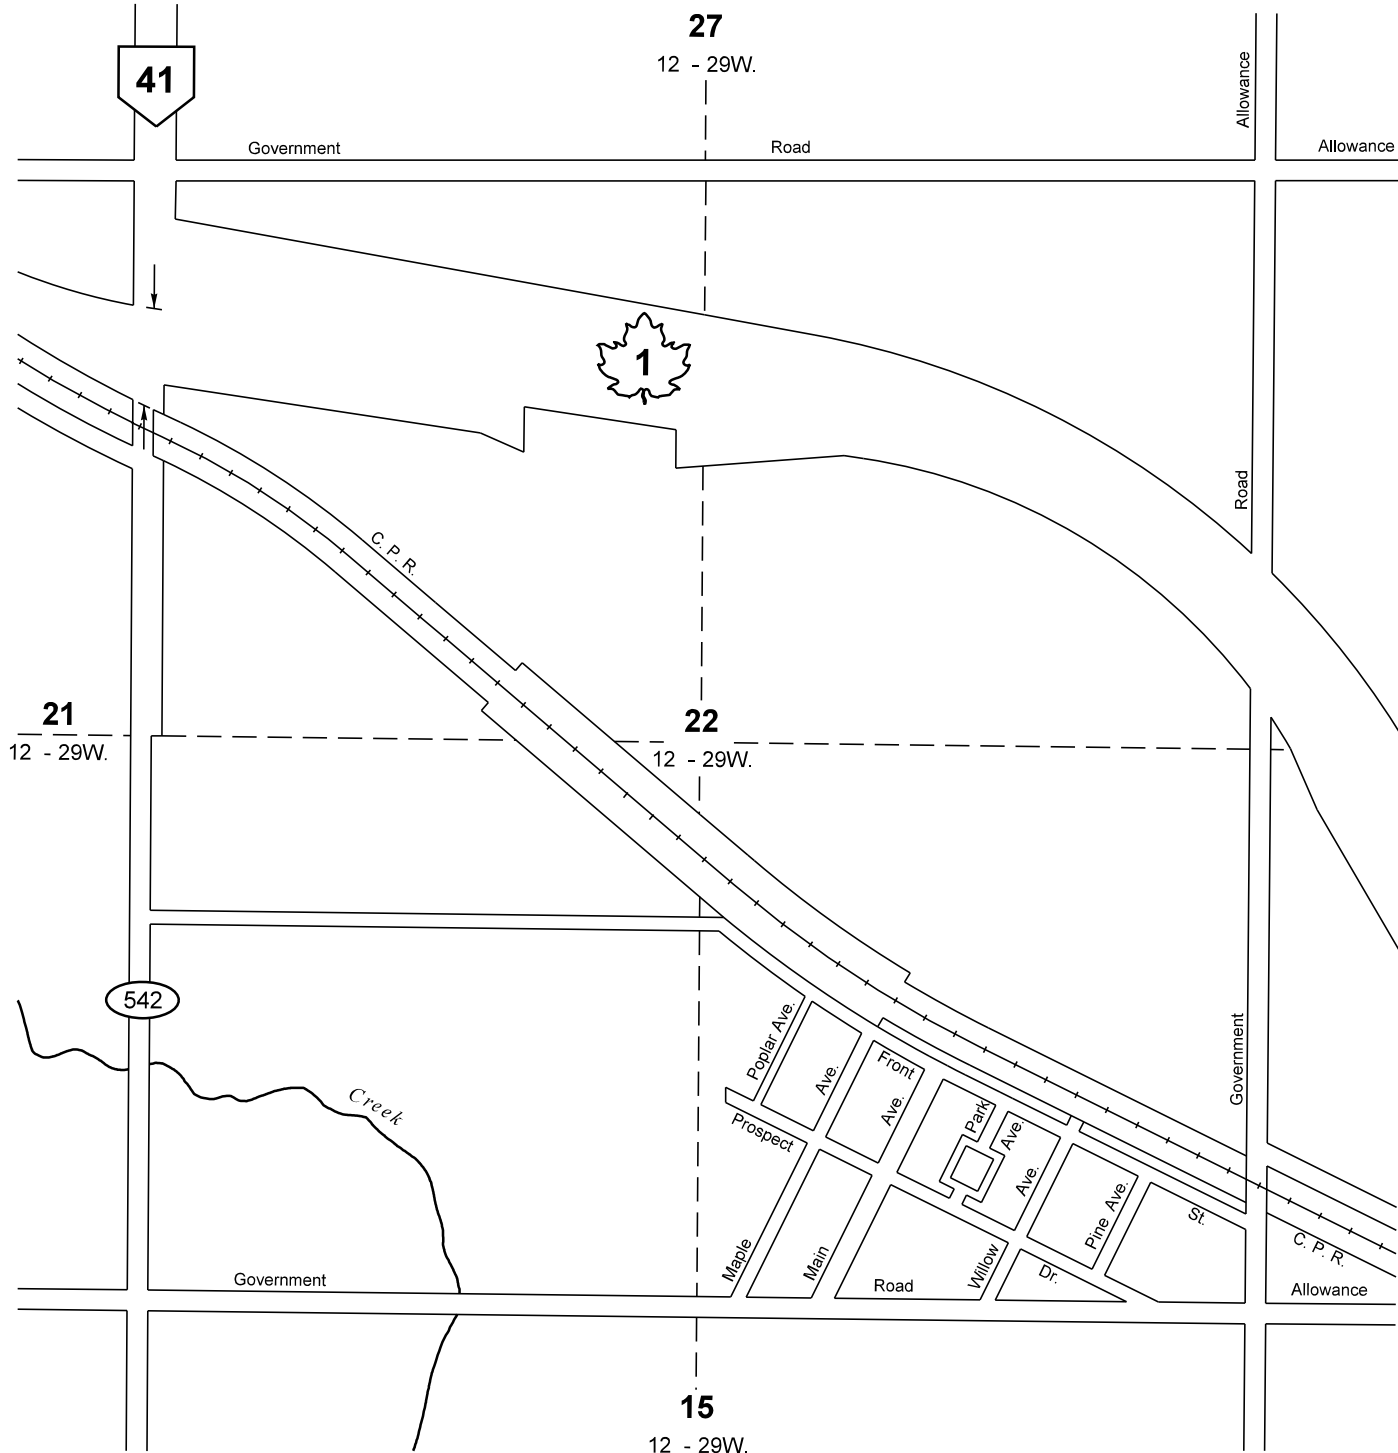 27
12 - 29W.
41
Allowance
Government Road Allowance
1
Road
C. P. R.
21
12 - 29W.
22
12 - 29W.
542
Creek
Poplar Ave.
Ave.
Front
Ave.
Park
Ave.
Ave.
Prospect
Pine Ave.
St.
Government
Maple
Main
Willow
Dr.
C. P. R.
Government Road Allowance
15
12 - 29W.